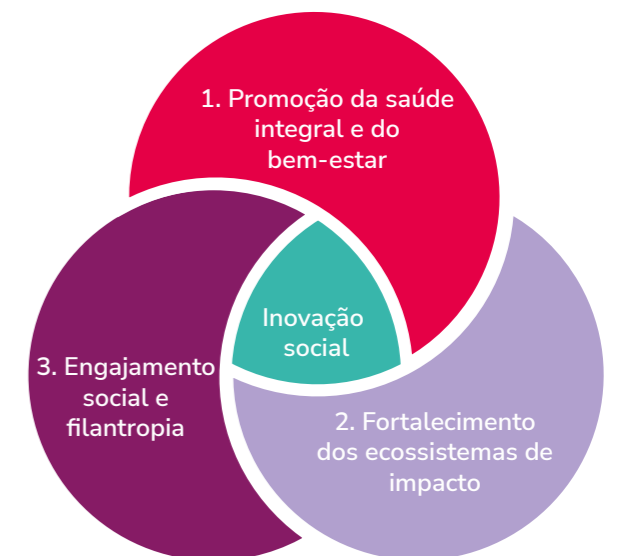 1. Promoção da saúde
integral e do
bem-estar
Inovação
social
3. Engajamento
social e
filantropia
2. Fortalecimento
dos ecossistemas de
impacto